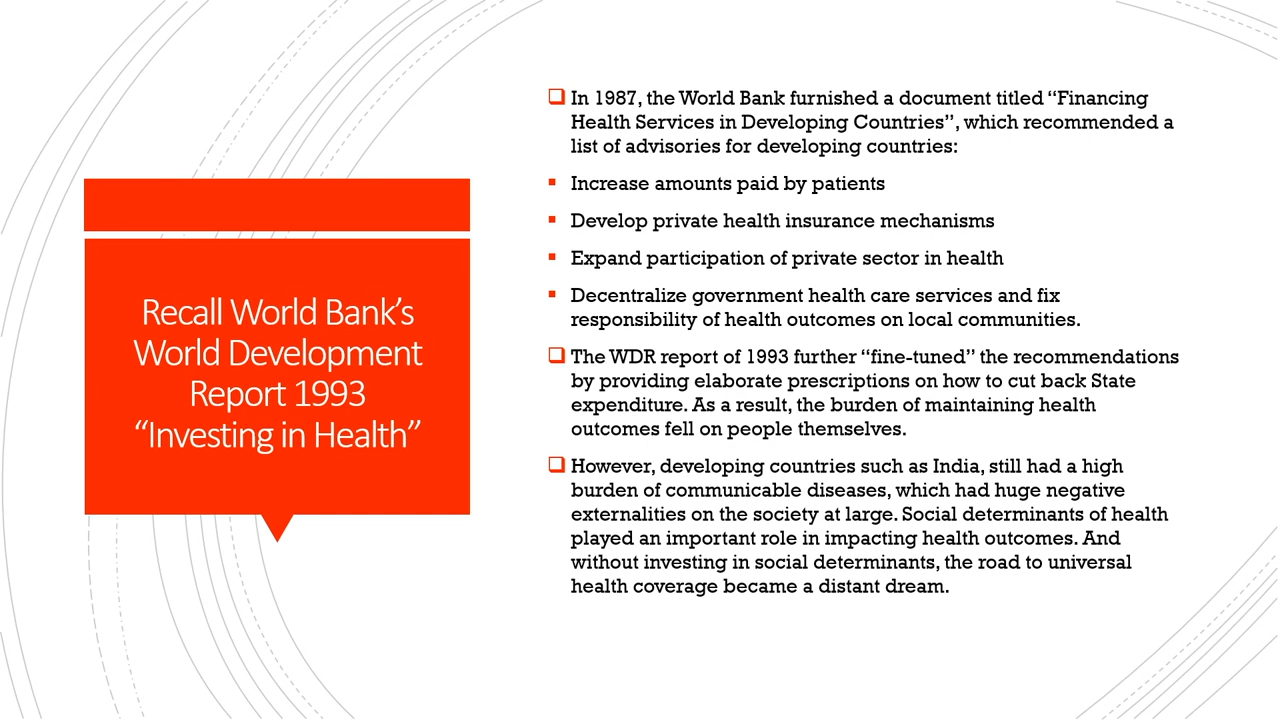 Recall World Bank's
World Development
Report 1993
“Investing in Health”
In 1987, the World Bank furnished a document titled “Financing
Health Services in Developing Countries”, which recommended a
list of advisories for developing countries:
Increase amounts paid by patients
Develop private health insurance mechanisms
Expand participation of private sector in health
Decentralize government health care services and fix
responsibility of health outcomes on local communities.
The WDR report of 1993 further “fine-tuned” the recommendations
by providing elaborate prescriptions on how to cut back State
expenditure. As a result, the burden of maintaining health
outcomes fell on people themselves.
However, developing countries such as India, still had a high
burden of communicable diseases, which had huge negative
externalities on the society at large. Social determinants of health
played an important role in impacting health outcomes. And
without investing in social determinants, the road to universal
health coverage became a distant dream.